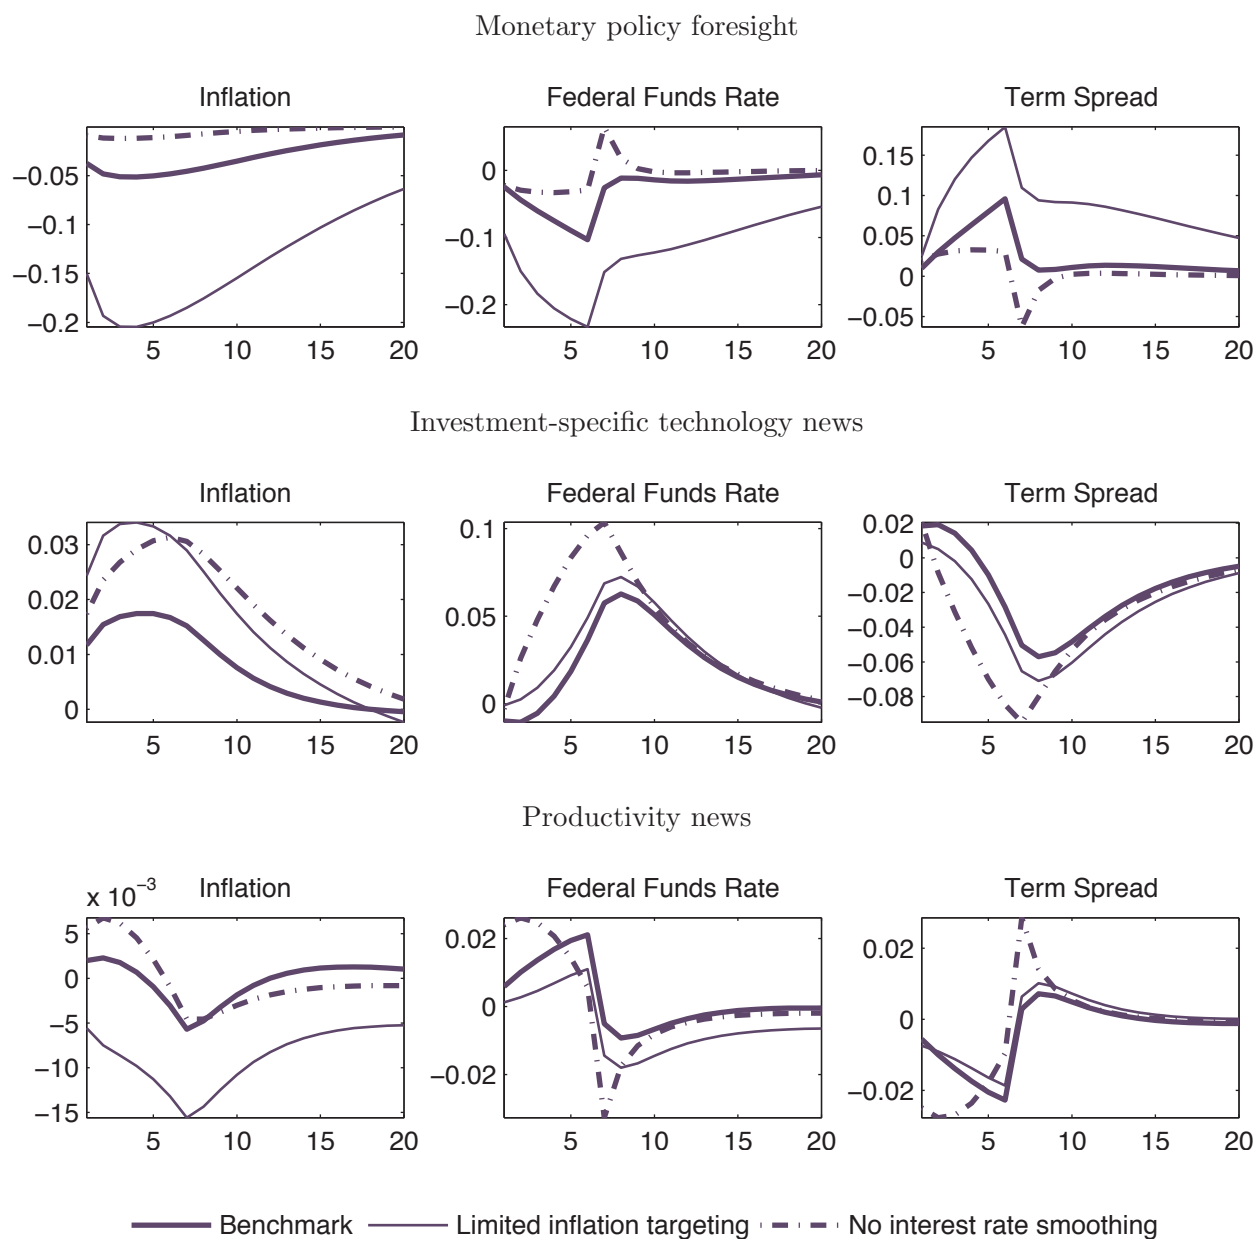 Monetary policy foresight
Inflation
Federal Funds Rate
Term Spread
−0.05
−0.1
−0.15
−0.2
5 10 15 20
0
−0.1
−0.2
5 10 15 20
0.15
0.1
0.05
0
−0.05
5 10 15 20
Investment-specific technology news
Inflation
Federal Funds Rate
Term Spread
0.03
0.02
0.01
0
5 10 15 20
0.1
0.05
0
5 10 15 20
0.02
0
−0.02
−0.04
−0.06
−0.08
5 10 15 20
Productivity news
x 10⁻³
Inflation
Federal Funds Rate
Term Spread
5
0
−5
−10
−15
5 10 15 20
0.02
0
−0.02
5 10 15 20
0.02
0
−0.02
5 10 15 20
Benchmark Limited inflation targeting No interest rate smoothing